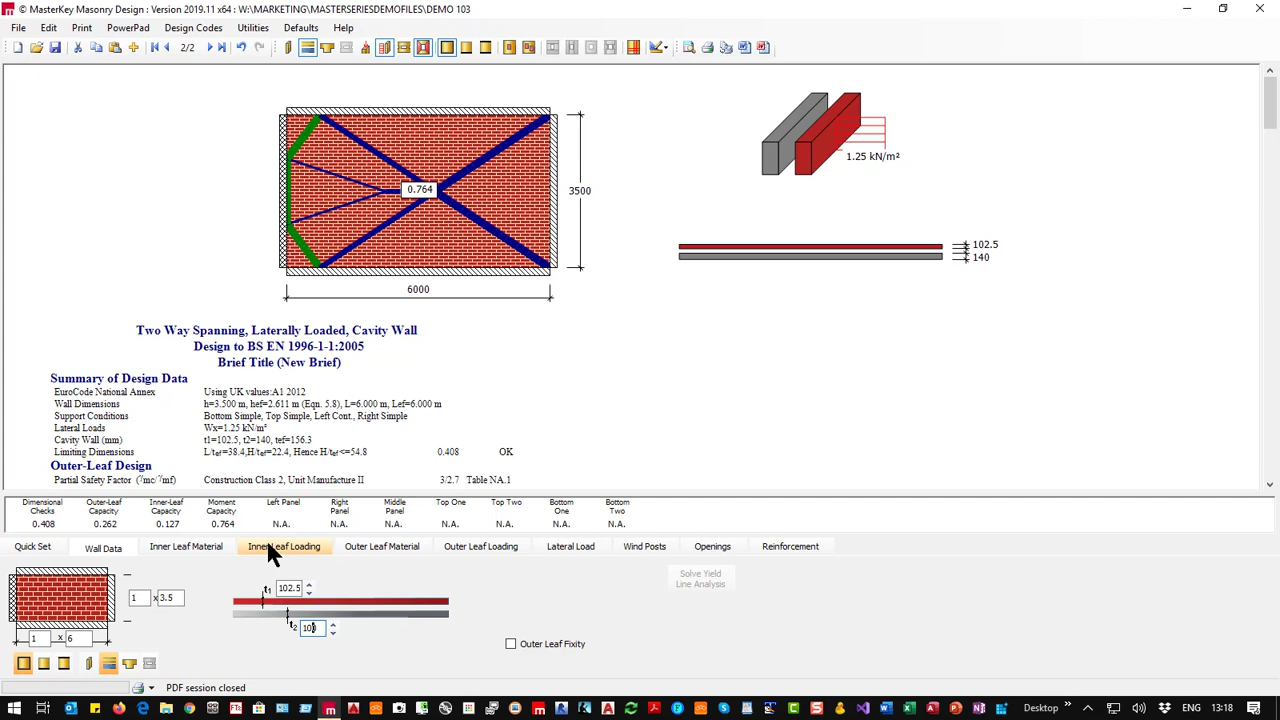 MasterKey Masonry Design : Version 2019.11 x64 : W:\MARKETING\MASTERSERIESDEMOFILES\DEMO 103
File Edit Print PowerPad Design Codes Utilities Defaults Help
2/2
0.764
3500
6000
1.25 kN/m²
102.5
140
Two Way Spanning, Laterally Loaded, Cavity Wall
Design to BS EN 1996-1-1:2005
Brief Title (New Brief)
Summary of Design Data
EuroCode National Annex Using UK values:A1 2012
Wall Dimensions h=3.500 m, hef=2.611 m (Eqn. 5.8), L=6.000 m, Lef=6.000 m
Support Conditions Bottom Simple, Top Simple, Left Cont., Right Simple
Lateral Loads Wx=1.25 kN/m²
Cavity Wall (mm) t1=102.5, t2=140, tef=156.3
Limiting Dimensions L/tef=38.4,H/tef=22.4, Hence H/tef<=54.8 0.408 OK
Outer-Leaf Design
Partial Safety Factor (γmc/γmf) Construction Class 2, Unit Manufacture II 3/2.7 Table NA.1
Dimensional Checks Outer-Leaf Capacity Inner-Leaf Capacity Moment Capacity Left Panel Right Panel Middle Panel Top One Top Two Bottom One Bottom Two
0.408 0.262 0.127 0.764 N.A. N.A. N.A. N.A. N.A. N.A. N.A.
Quick Set Wall Data Inner Leaf Material Inner Leaf Loading Outer Leaf Material Outer Leaf Loading Lateral Load Wind Posts Openings Reinforcement
1 x 3.5
1 x 6
t1 102.5
t2 100
Solve Yield
Line Analysis
Outer Leaf Fixity
PDF session closed
Desktop ENG 13:18